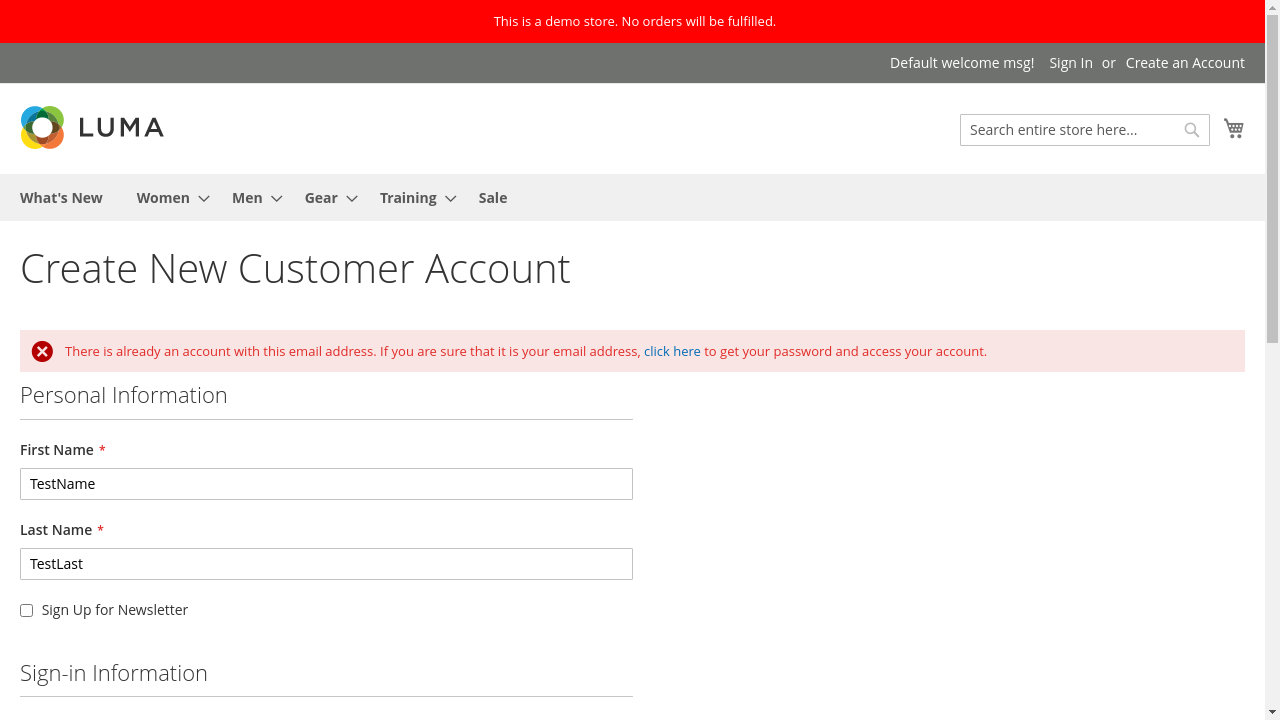 This is a demo store. No orders will be fulfilled.
Default welcome msg! Sign In or Create an Account
LUMA
Search entire store here...
What's New Women Men Gear Training Sale
Create New Customer Account
There is already an account with this email address. If you are sure that it is your email address, click here to get your password and access your account.
Personal Information
First Name *
TestName
Last Name *
TestLast
Sign Up for Newsletter
Sign-in Information